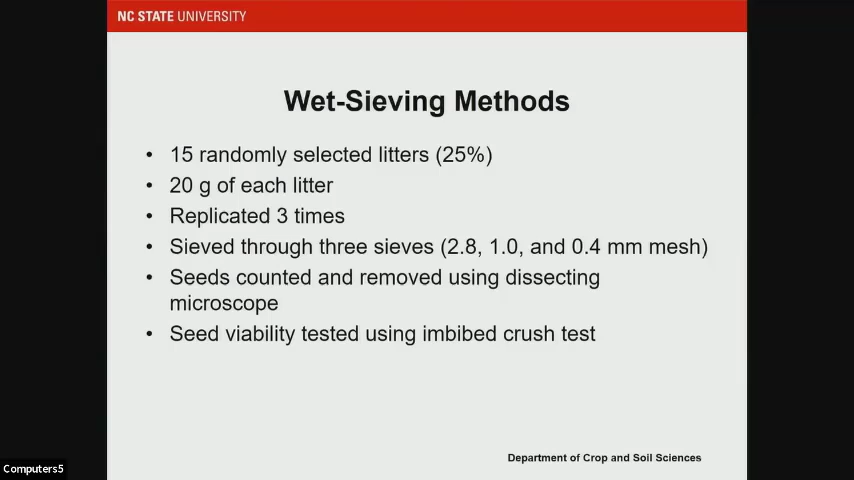 NC STATE UNIVERSITY
Wet-Sieving Methods
• 15 randomly selected litters (25%)
• 20 g of each litter
• Replicated 3 times
• Sieved through three sieves (2.8, 1.0, and 0.4 mm mesh)
• Seeds counted and removed using dissecting
microscope
• Seed viability tested using imbibed crush test
Department of Crop and Soil Sciences
Computers5